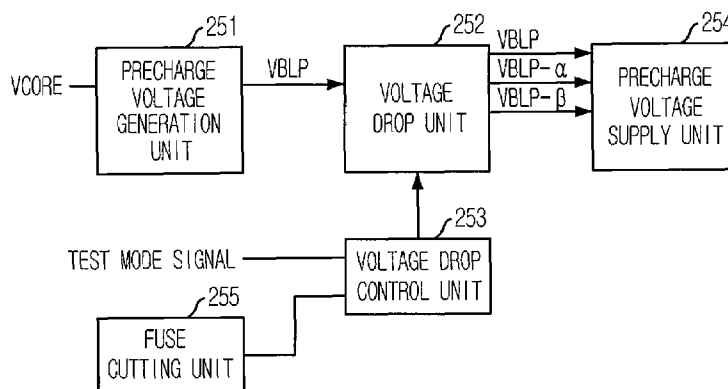 251
252
254
VCORE
PRECHARGE
VOLTAGE
GENERATION
UNIT
VBLP
VOLTAGE
DROP UNIT
VBLP
VBLP-α
VBLP-β
PRECHARGE
VOLTAGE
SUPPLY UNIT
253
TEST MODE SIGNAL
VOLTAGE DROP
CONTROL UNIT
255
FUSE
CUTTING UNIT